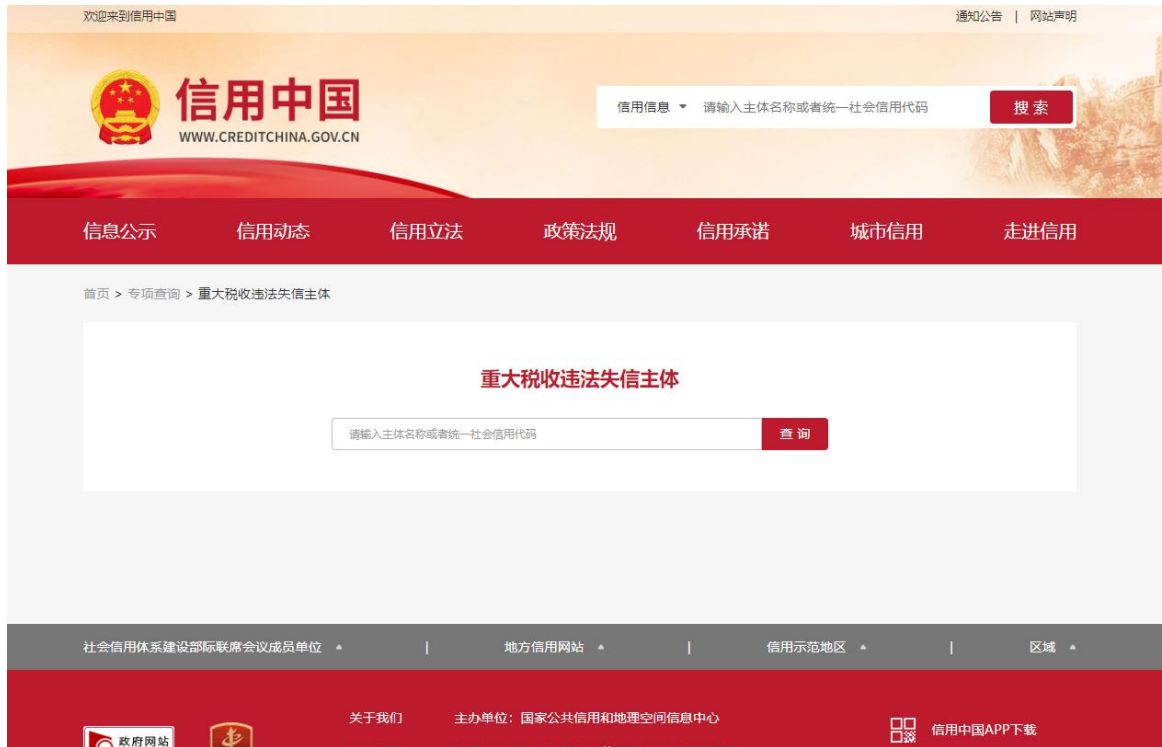 欢迎来到信用中国
通知公告 | 网站声明
信用中国
WWW.CREDITCHINA.GOV.CN
信用信息 请输入主体名称或者统一社会信用代码 搜索
信息公示 信用动态 信用立法 政策法规 信用承诺 城市信用 走进信用
首页 > 专项查询 > 重大税收违法失信主体
重大税收违法失信主体
请输入主体名称或者统一社会信用代码 查询
社会信用体系建设部际联席会议成员单位 | 地方信用网站 | 信用示范地区 | 区域
关于我们 主办单位：国家公共信用和地理空间信息中心
信用中国APP下载
政府网站